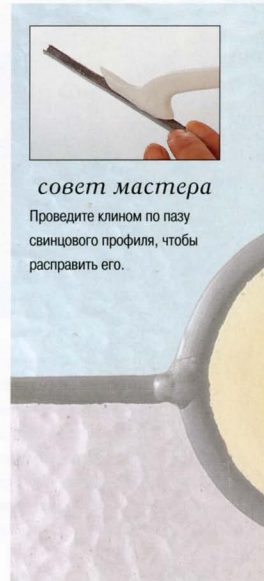 совет мастера
Проведите клином по пазу
свинцового профиля, чтобы
расправить его.